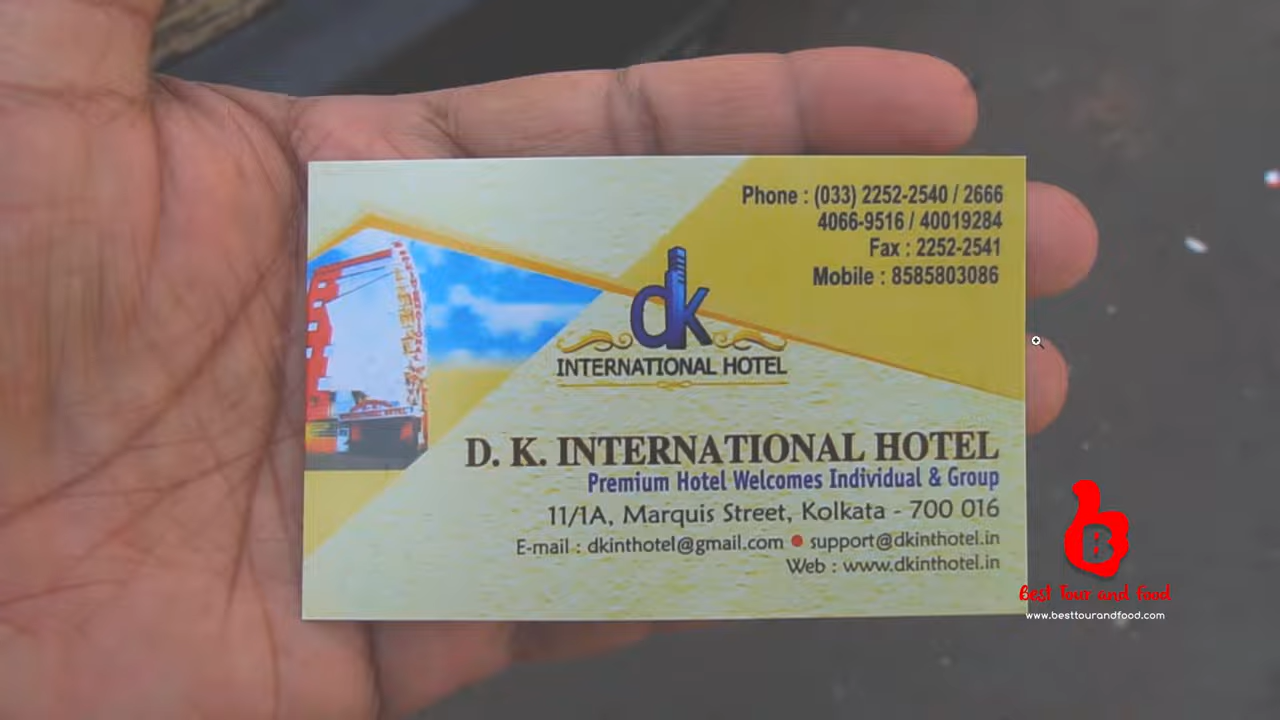 Phone : (033) 2252-2540 / 2666
4066-9516 / 40019284
Fax : 2252-2541
Mobile : 8585803086
dk
INTERNATIONAL HOTEL
D. K. INTERNATIONAL HOTEL
Premium Hotel Welcomes Individual & Group
11/1A, Marquis Street, Kolkata - 700 016
E-mail : dkinthotel@gmail.com ● support@dkinthotel.in
Web : www.dkinthotel.in
B
Best Tour and Food
www.besttourandfood.com